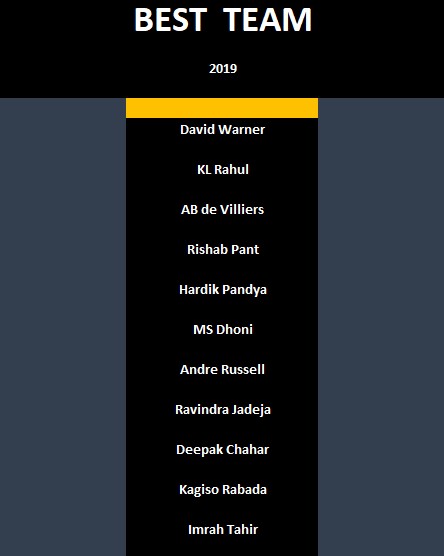 BEST TEAM
2019
David Warner
KL Rahul
AB de Villiers
Rishab Pant
Hardik Pandya
MS Dhoni
Andre Russell
Ravindra Jadeja
Deepak Chahar
Kagiso Rabada
Imrah Tahir